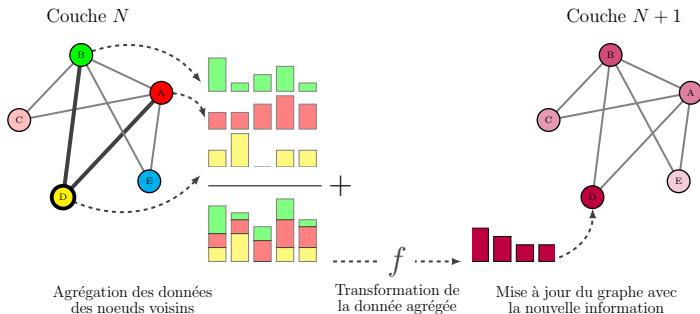 Couche N
Couche N + 1
B
A
C
E
D
+
f
B
A
C
E
D
Agrégation des données
des noeuds voisins
Transformation de
la donnée agrégée
Mise à jour du graphe avec
la nouvelle information